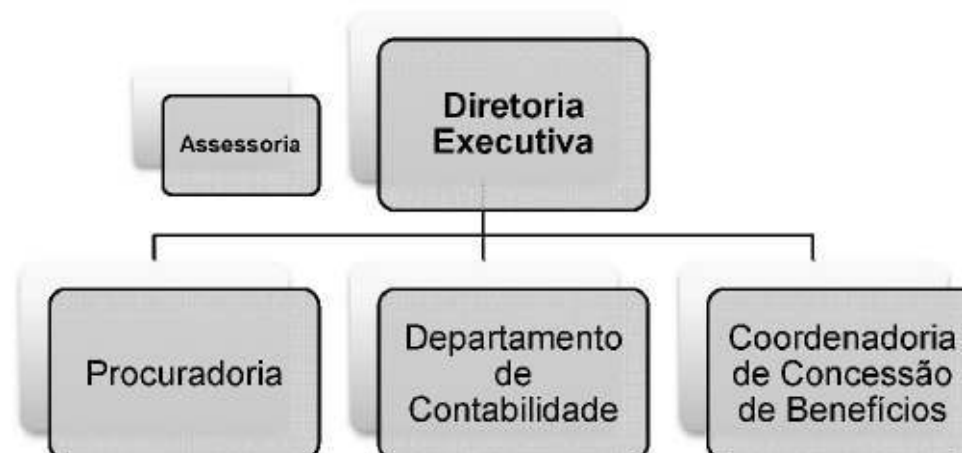 Assessoria
Diretoria
Executiva
Procuradoria
Departamento
de
Contabilidade
Coordenadoria
de Concessão
de Benefícios